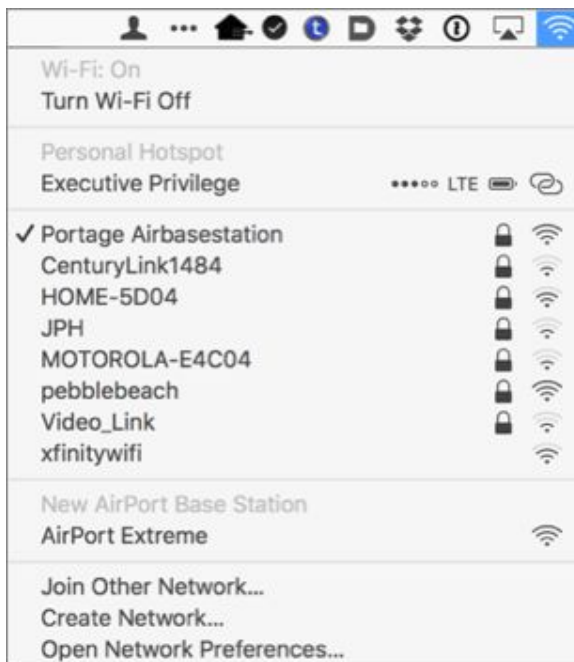 Wi-Fi: On
Turn Wi-Fi Off
Personal Hotspot
Executive Privilege LTE
Portage Airbasestation
CenturyLink1484
HOME-5D04
JPH
MOTOROLA-E4C04
pebblebeach
Video_Link
xfinitywifi
New AirPort Base Station
AirPort Extreme
Join Other Network...
Create Network...
Open Network Preferences...